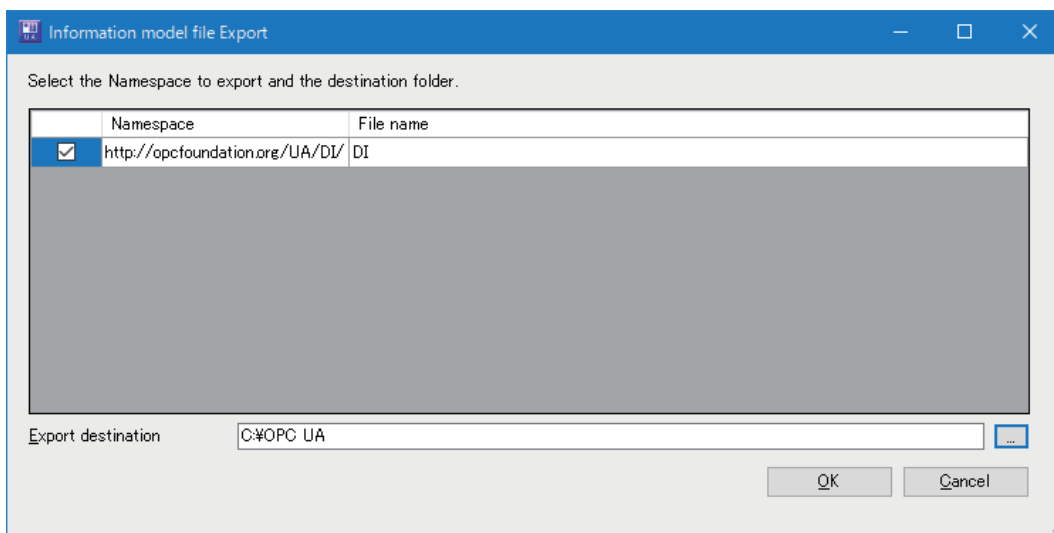 Information model file Export
Select the Namespace to export and the destination folder.
Namespace File name
http://opcfoundation.org/UA/DI/ DI
Export destination C:¥OPC UA ...
OK Cancel